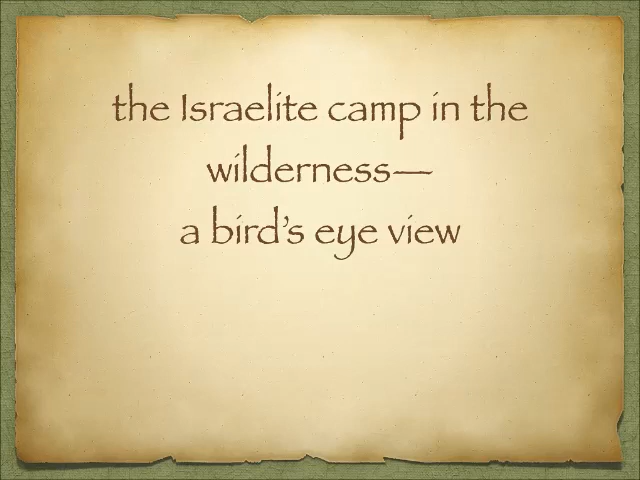 the Israelite camp in the
wilderness—
a bird's eye view